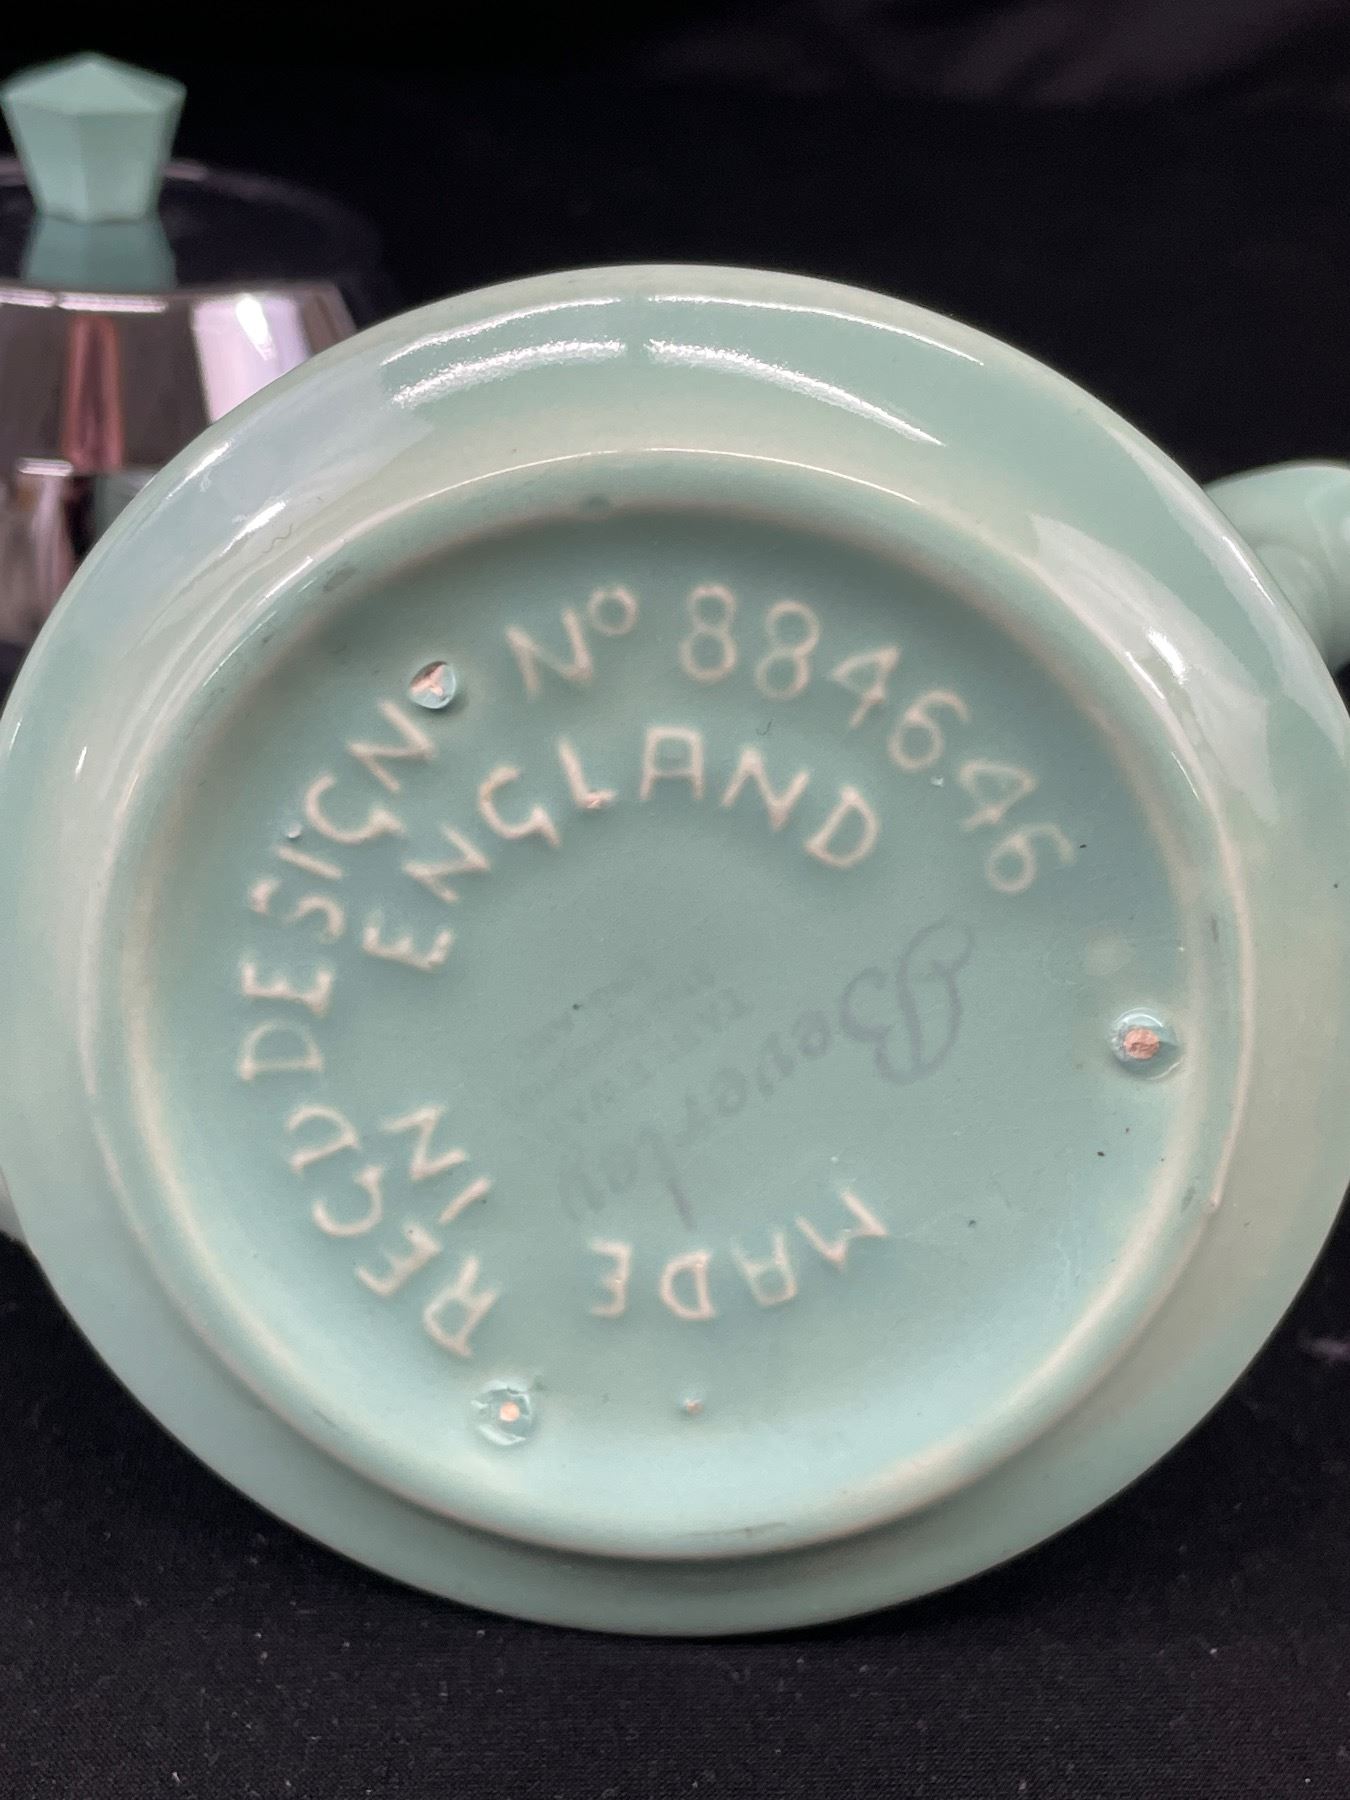 REGD DESIGN No 884646
MADE IN ENGLAND
Beverley